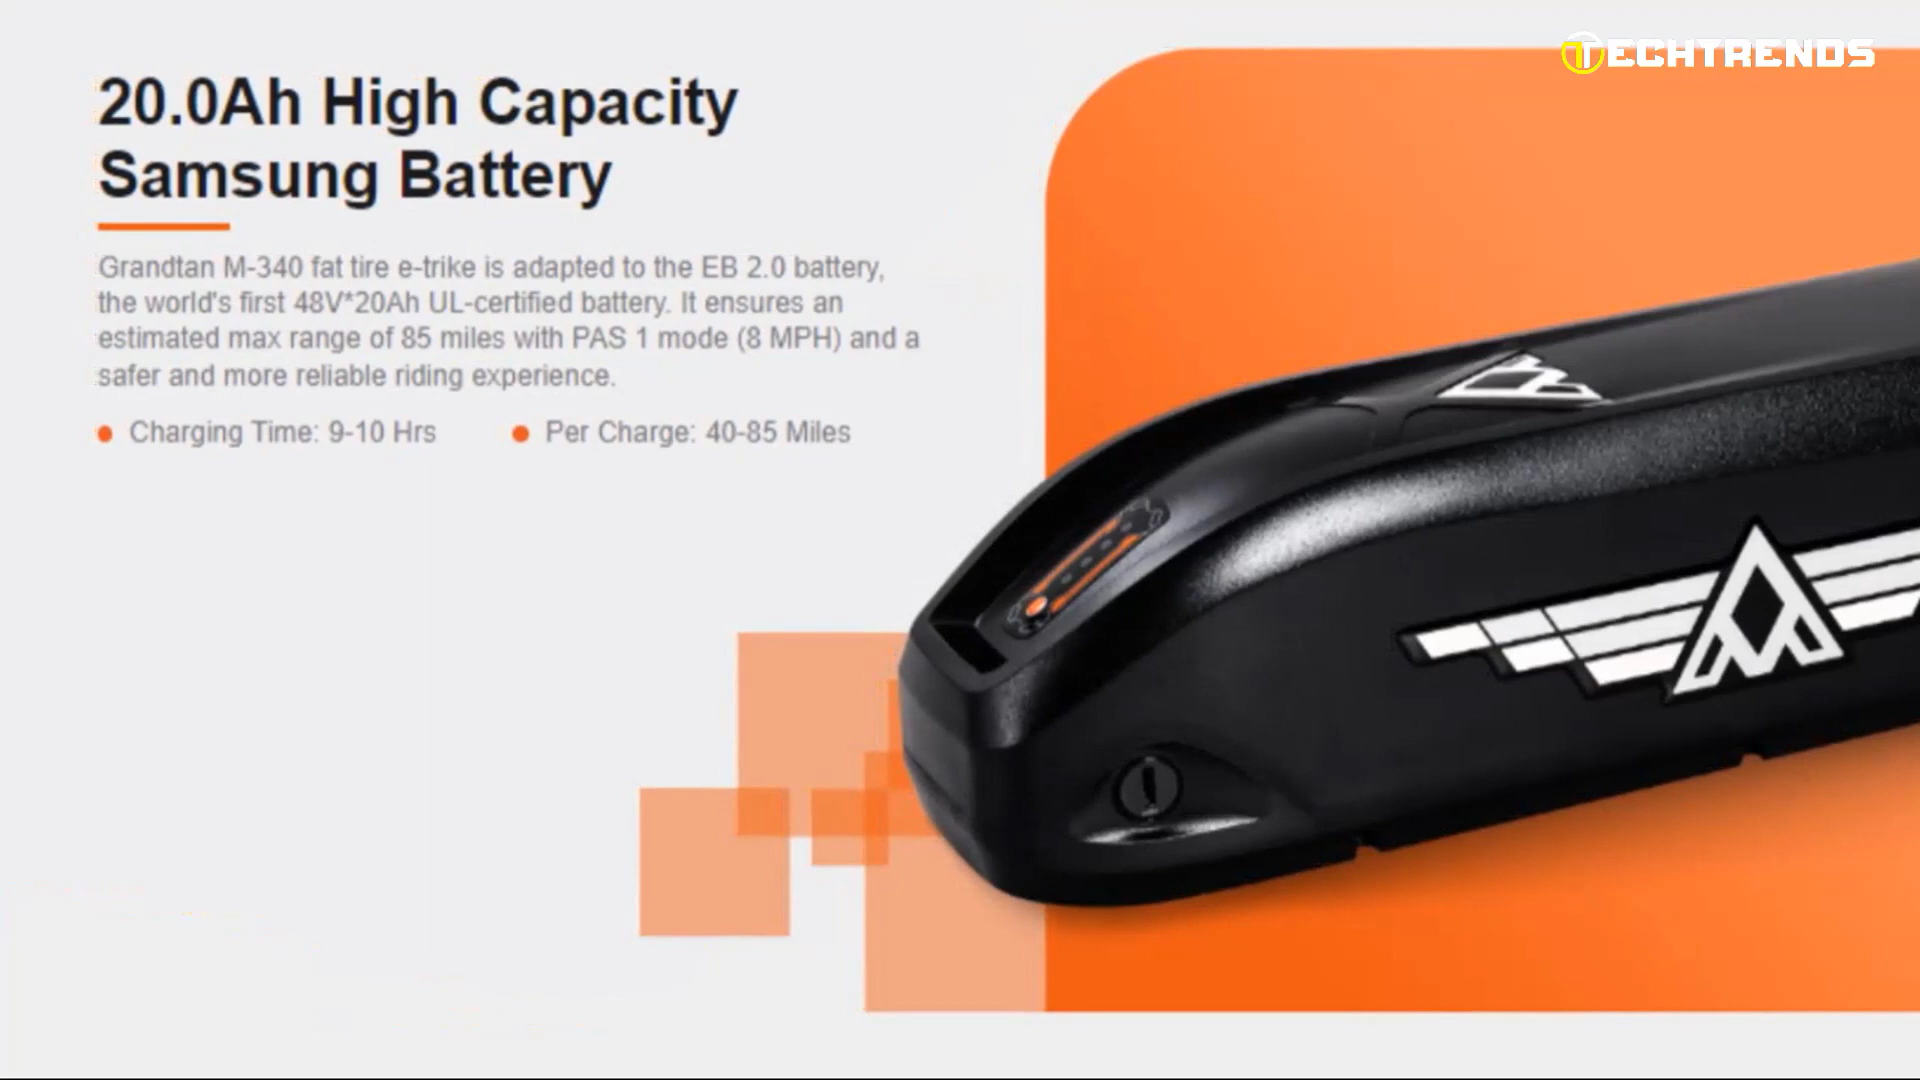 TECHTRENDS
20.0Ah High Capacity
Samsung Battery
Grandtan M-340 fat tire e-trike is adapted to the EB 2.0 battery,
the world's first 48V*20Ah UL-certified battery. It ensures an
estimated max range of 85 miles with PAS 1 mode (8 MPH) and a
safer and more reliable riding experience.
Charging Time: 9-10 Hrs
Per Charge: 40-85 Miles